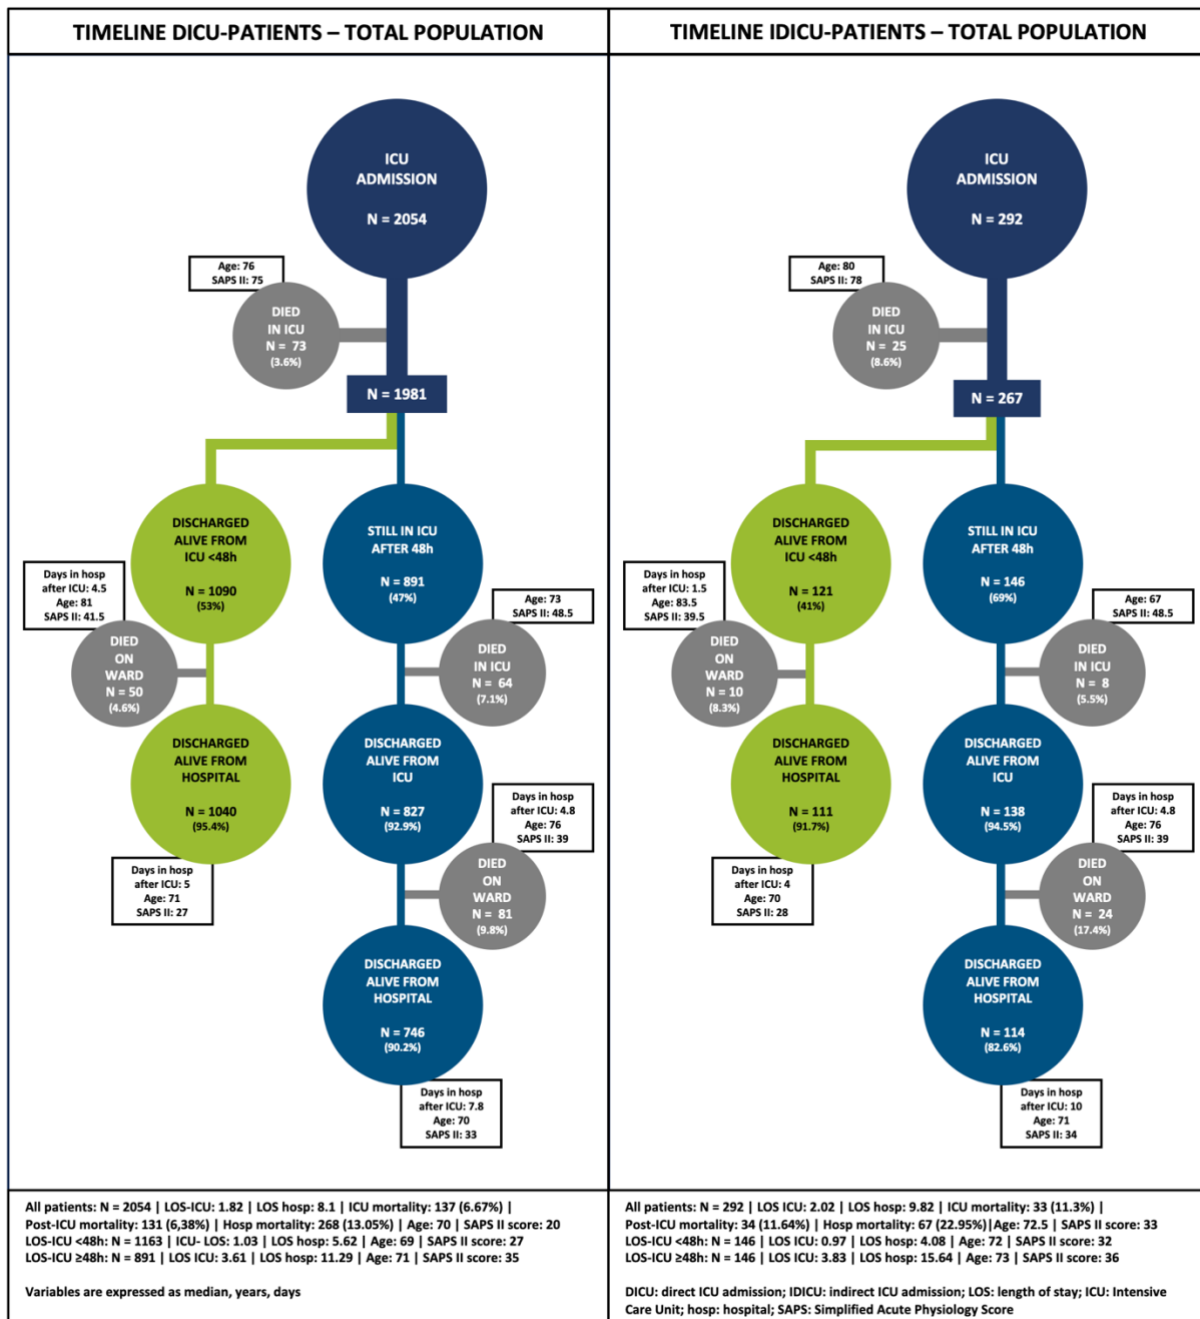 TIMELINE DICU-PATIENTS – TOTAL POPULATION
ICU
ADMISSION
N = 2054
Age: 76
SAPS II: 75
DIED
IN ICU
N = 73
(3.6%)
N = 1981
DISCHARGED
ALIVE FROM
ICU <48h
N = 1090
(53%)
STILL IN ICU
AFTER 48h
N = 891
(47%)
Days in hosp
after ICU: 4.5
Age: 81
SAPS II: 41.5
DIED
ON
WARD
N = 50
(4.6%)
Age: 73
SAPS II: 48.5
DIED
IN ICU
N = 64
(7.1%)
DISCHARGED
ALIVE FROM
HOSPITAL
N = 1040
(95.4%)
Days in hosp
after ICU: 5
Age: 71
SAPS II: 27
DISCHARGED
ALIVE FROM
ICU
N = 827
(92.9%)
Days in hosp
after ICU: 4.8
Age: 76
SAPS II: 39
DIED
ON
WARD
N = 81
(9.8%)
DISCHARGED
ALIVE FROM
HOSPITAL
N = 746
(90.2%)
Days in hosp
after ICU: 7.8
Age: 70
SAPS II: 33
All patients: N = 2054 | LOS-ICU: 1.82 | LOS hosp: 8.1 | ICU mortality: 137 (6.67%) |
Post-ICU mortality: 131 (6,38%) | Hosp mortality: 268 (13.05%) | Age: 70 | SAPS II score: 20
LOS-ICU <48h: N = 1163 | ICU- LOS: 1.03 | LOS hosp: 5.62 | Age: 69 | SAPS II score: 27
LOS-ICU ≥48h: N = 891 | LOS ICU: 3.61 | LOS hosp: 11.29 | Age: 71 | SAPS II score: 35
Variables are expressed as median, years, days
TIMELINE IDICU-PATIENTS – TOTAL POPULATION
ICU
ADMISSION
N = 292
Age: 80
SAPS II: 78
DIED
IN ICU
N = 25
(8.6%)
N = 267
DISCHARGED
ALIVE FROM
ICU <48h
N = 121
(41%)
STILL IN ICU
AFTER 48h
N = 146
(69%)
Days in hosp
after ICU: 1.5
Age: 83.5
SAPS II: 39.5
DIED
ON
WARD
N = 10
(8.3%)
Age: 67
SAPS II: 48.5
DIED
IN ICU
N = 8
(5.5%)
DISCHARGED
ALIVE FROM
HOSPITAL
N = 111
(91.7%)
Days in hosp
after ICU: 4
Age: 70
SAPS II: 28
DISCHARGED
ALIVE FROM
ICU
N = 138
(94.5%)
Days in hosp
after ICU: 4.8
Age: 76
SAPS II: 39
DIED
ON
WARD
N = 24
(17.4%)
DISCHARGED
ALIVE FROM
HOSPITAL
N = 114
(82.6%)
Days in hosp
after ICU: 10
Age: 71
SAPS II: 34
All patients: N = 292 | LOS ICU: 2.02 | LOS hosp: 9.82 | ICU mortality: 33 (11.3%) |
Post-ICU mortality: 34 (11.64%) | Hosp mortality: 67 (22.95%)|Age: 72.5 | SAPS II score: 33
LOS-ICU <48h: N = 146 | LOS ICU: 0.97 | LOS hosp: 4.08 | Age: 72 | SAPS II score: 32
LOS-ICU ≥48h: N = 146 | LOS ICU: 3.83 | LOS hosp: 15.64 | Age: 73 | SAPS II score: 36
DICU: direct ICU admission; IDICU: indirect ICU admission; LOS: length of stay; ICU: Intensive
Care Unit; hosp: hospital; SAPS: Simplified Acute Physiology Score